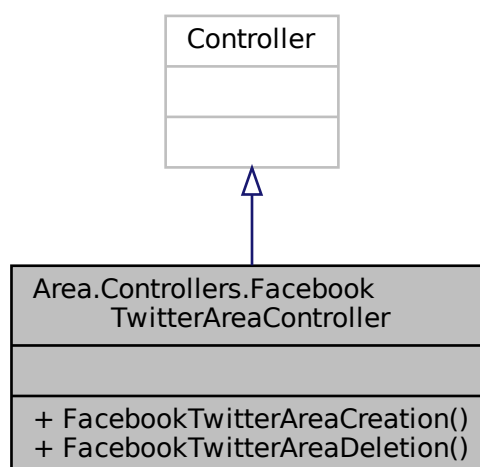 Controller
Area.Controllers.Facebook
TwitterAreaController
+ FacebookTwitterAreaCreation()
+ FacebookTwitterAreaDeletion()